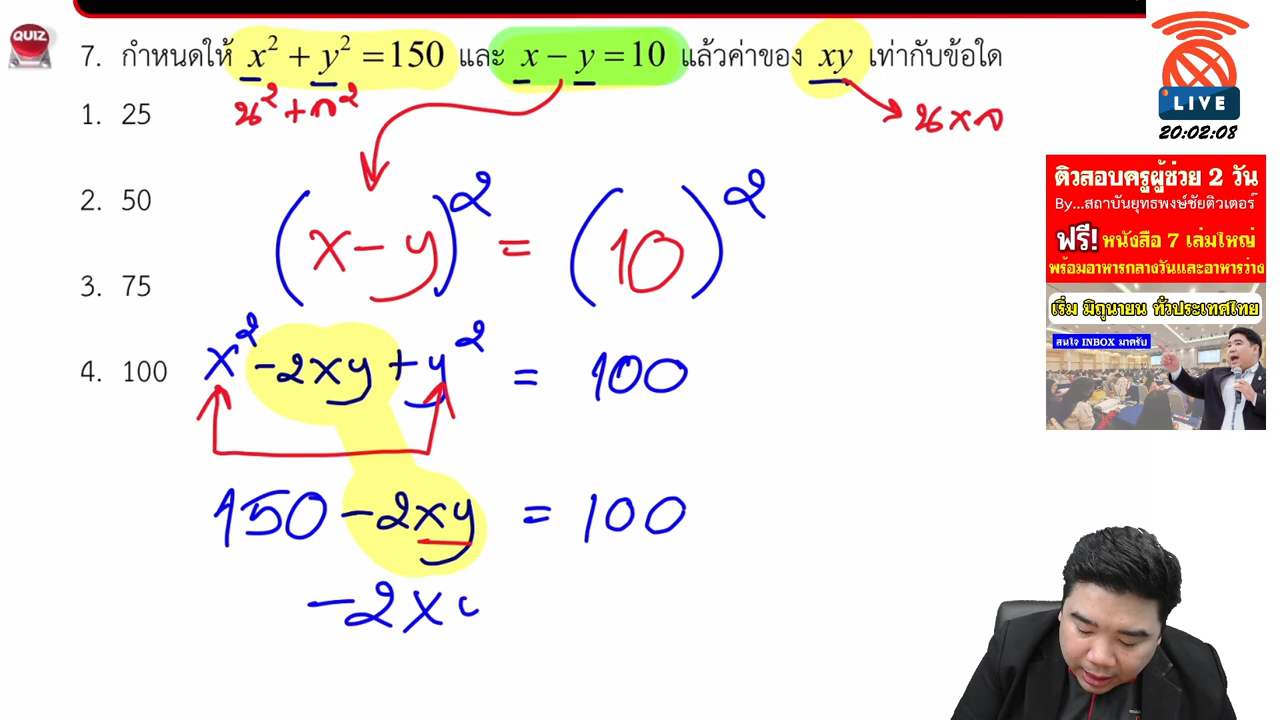 QUIZ
7. กำหนดให้ x² + y² = 150 และ x − y = 10 แล้วค่าของ xy เท่ากับข้อใด
น² + ล²
น × ล
1. 25
2. 50
3. 75
4. 100
(x − y)² = (10)²
x² − 2xy + y² = 100
150 − 2xy = 100
−2x
LIVE
20:02:08
ติวสอบครูผู้ช่วย 2 วัน
By...สถาบันยุทธพงษ์ชัยติวเตอร์
ฟรี! หนังสือ 7 เล่มใหญ่
พร้อมอาหารกลางวันและอาหารว่าง
เริ่ม มิถุนายน ทั่วประเทศไทย
สนใจ INBOX มาครับ